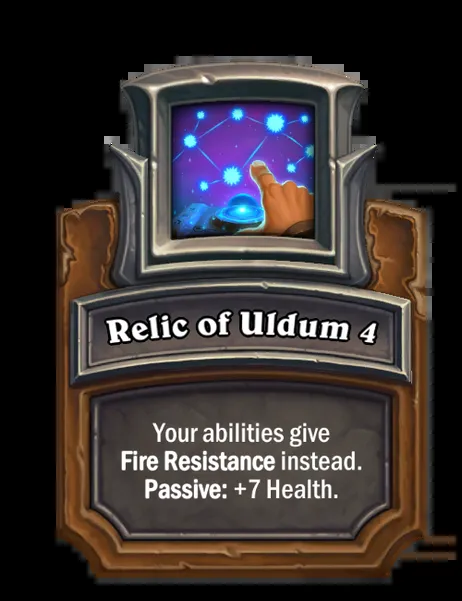 Relic of Uldum 4
Your abilities give
Fire Resistance instead.
Passive: +7 Health.